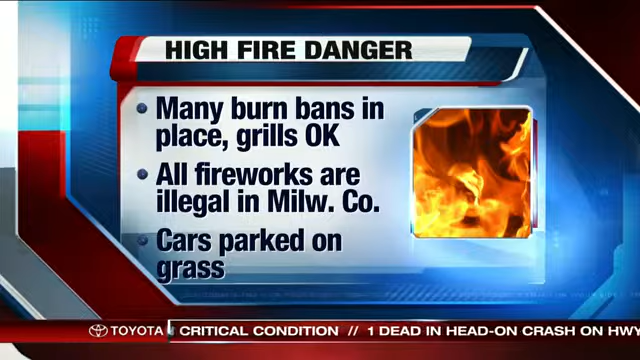 HIGH FIRE DANGER
• Many burn bans in
place, grills OK
• All fireworks are
illegal in Milw. Co.
• Cars parked on
grass
TOYOTA CRITICAL CONDITION // 1 DEAD IN HEAD-ON CRASH ON HWY